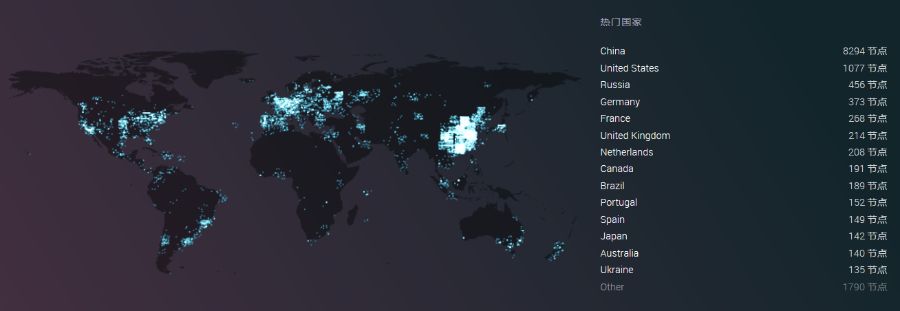 热门国家
China 8294 节点
United States 1077 节点
Russia 456 节点
Germany 373 节点
France 268 节点
United Kingdom 214 节点
Netherlands 208 节点
Canada 191 节点
Brazil 189 节点
Portugal 152 节点
Spain 149 节点
Japan 142 节点
Australia 140 节点
Ukraine 135 节点
Other 1790 节点